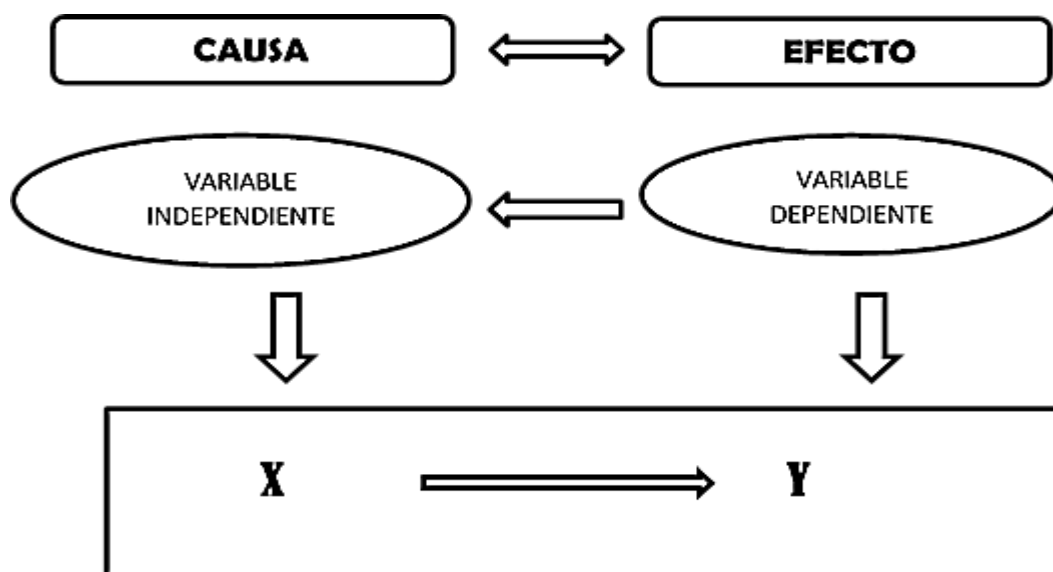 CAUSA
EFECTO
VARIABLE
INDEPENDIENTE
VARIABLE
DEPENDIENTE
X
Y